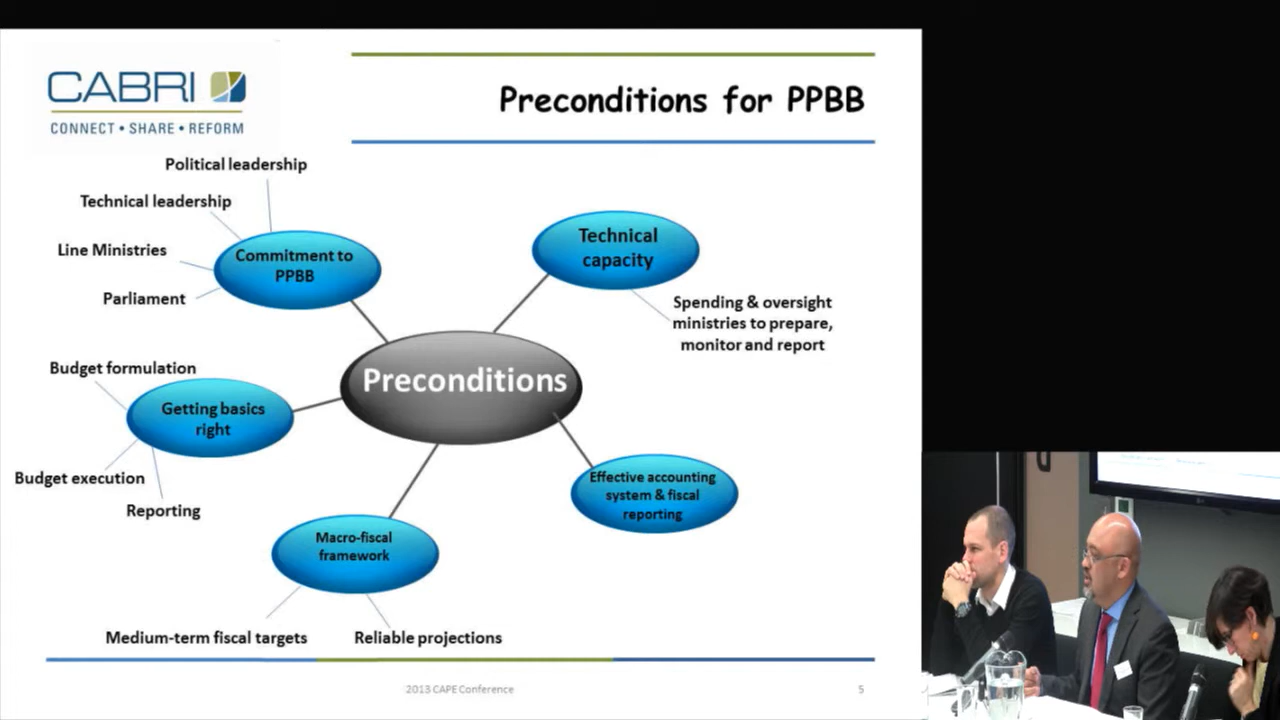 CABRI
CONNECT • SHARE • REFORM
Preconditions for PPBB
Political leadership
Technical leadership
Line Ministries
Parliament
Commitment to
PPBB
Technical
capacity
Spending & oversight
ministries to prepare,
monitor and report
Preconditions
Budget formulation
Getting basics
right
Budget execution
Reporting
Effective accounting
system & fiscal
reporting
Macro-fiscal
framework
Medium-term fiscal targets
Reliable projections
2013 CAPE Conference
5